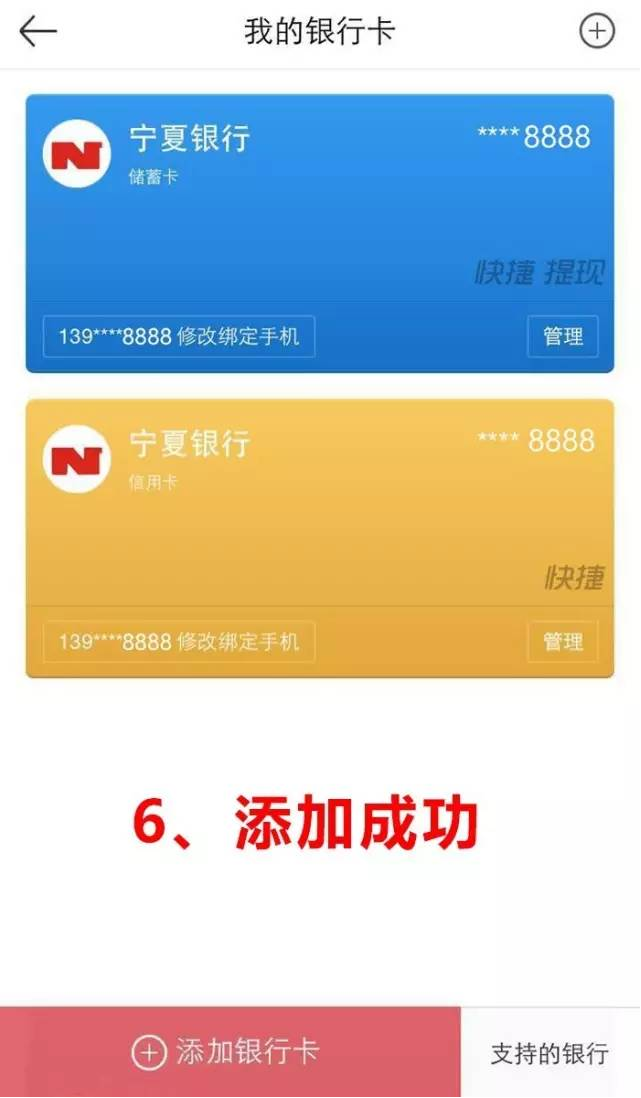 我的银行卡
宁夏银行 ****8888
储蓄卡
快捷 提现
139****8888 修改绑定手机 管理
宁夏银行 **** 8888
信用卡
快捷
139****8888 修改绑定手机 管理
6、添加成功
添加银行卡 支持的银行